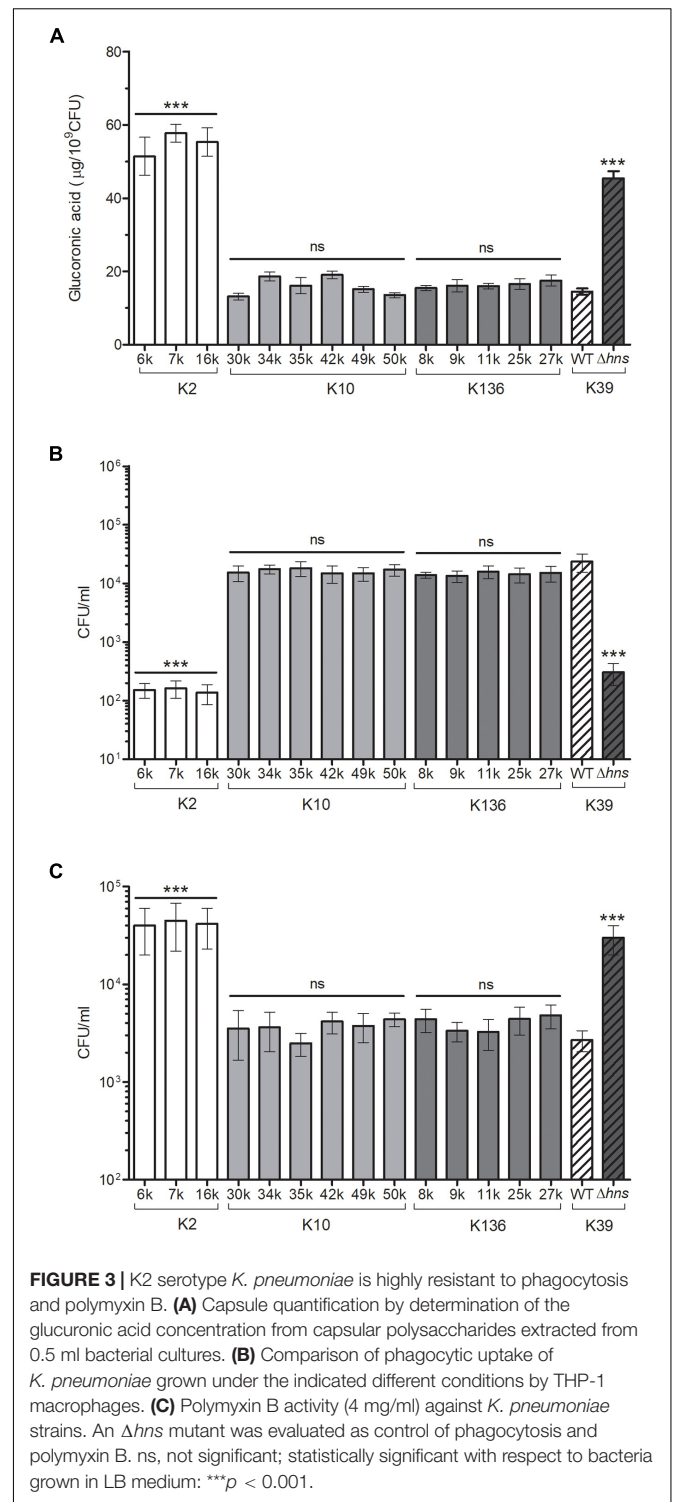 A
80
60
40
20
0
Glucoronic acid ( µg/10⁹CFU)
***
ns
ns
***
6k 7k 16k 30k 34k 35k 42k 49k 50k 8k 9k 11k 25k 27k WT Δhns
K2 K10 K136 K39
B
10⁶
10⁵
10⁴
10³
10²
10¹
CFU/ml
***
ns
ns
***
6k 7k 16k 30k 34k 35k 42k 49k 50k 8k 9k 11k 25k 27k WT Δhns
K2 K10 K136 K39
C
10⁵
10⁴
10³
10²
CFU/ml
***
ns
ns
***
6k 7k 16k 30k 34k 35k 42k 49k 50k 8k 9k 11k 25k 27k WT Δhns
K2 K10 K136 K39
FIGURE 3 | K2 serotype K. pneumoniae is highly resistant to phagocytosis
and polymyxin B. (A) Capsule quantification by determination of the
glucuronic acid concentration from capsular polysaccharides extracted from
0.5 ml bacterial cultures. (B) Comparison of phagocytic uptake of
K. pneumoniae grown under the indicated different conditions by THP-1
macrophages. (C) Polymyxin B activity (4 mg/ml) against K. pneumoniae
strains. An Δhns mutant was evaluated as control of phagocytosis and
polymyxin B. ns, not significant; statistically significant with respect to bacteria
grown in LB medium: ***p < 0.001.